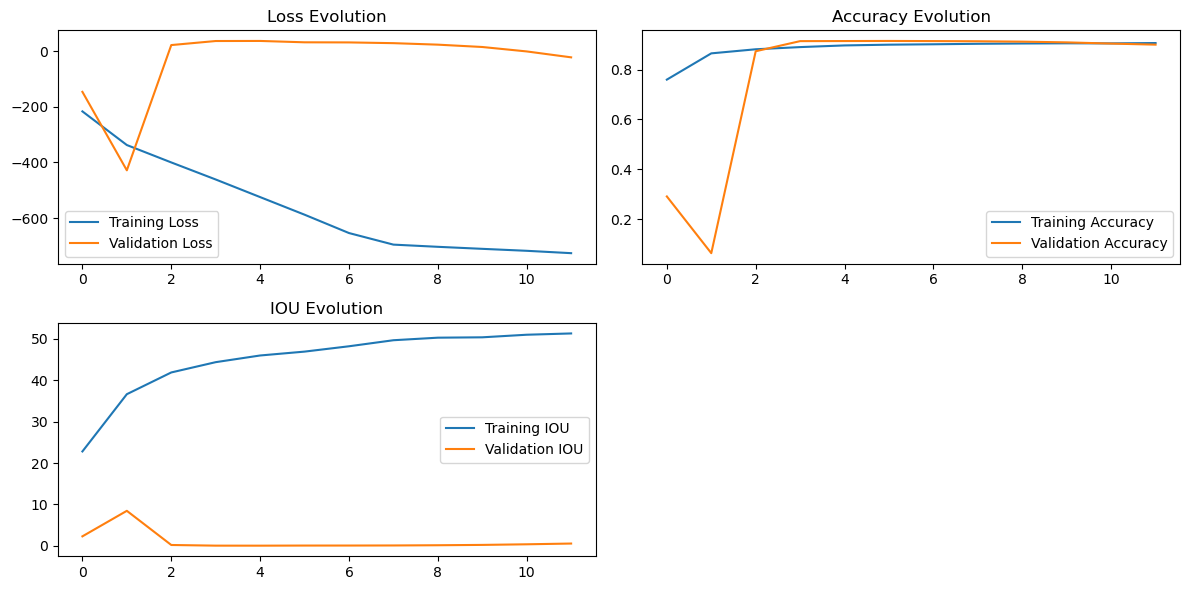 Loss Evolution
0
−200
−400
−600
Training Loss
Validation Loss
0 2 4 6 8 10
Accuracy Evolution
0.8
0.6
0.4
0.2
Training Accuracy
Validation Accuracy
0 2 4 6 8 10
IOU Evolution
50
40
30
20
10
0
Training IOU
Validation IOU
0 2 4 6 8 10